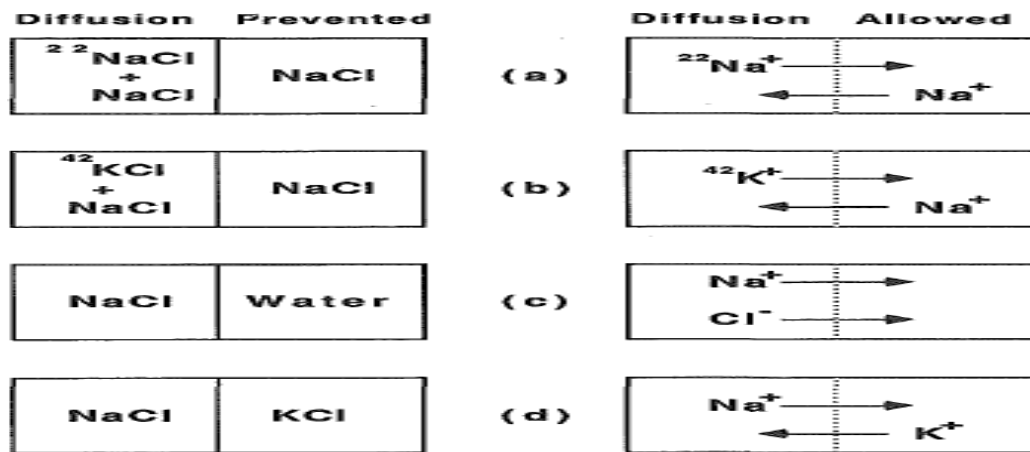 Diffusion Prevented Diffusion Allowed
²²NaCl
+
NaCl
NaCl
(a)
²²Na⁺
Na⁺
⁴²KCl
+
NaCl
NaCl
(b)
⁴²K⁺
Na⁺
NaCl
Water
(c)
Na⁺
Cl⁻
NaCl
KCl
(d)
Na⁺
K⁺